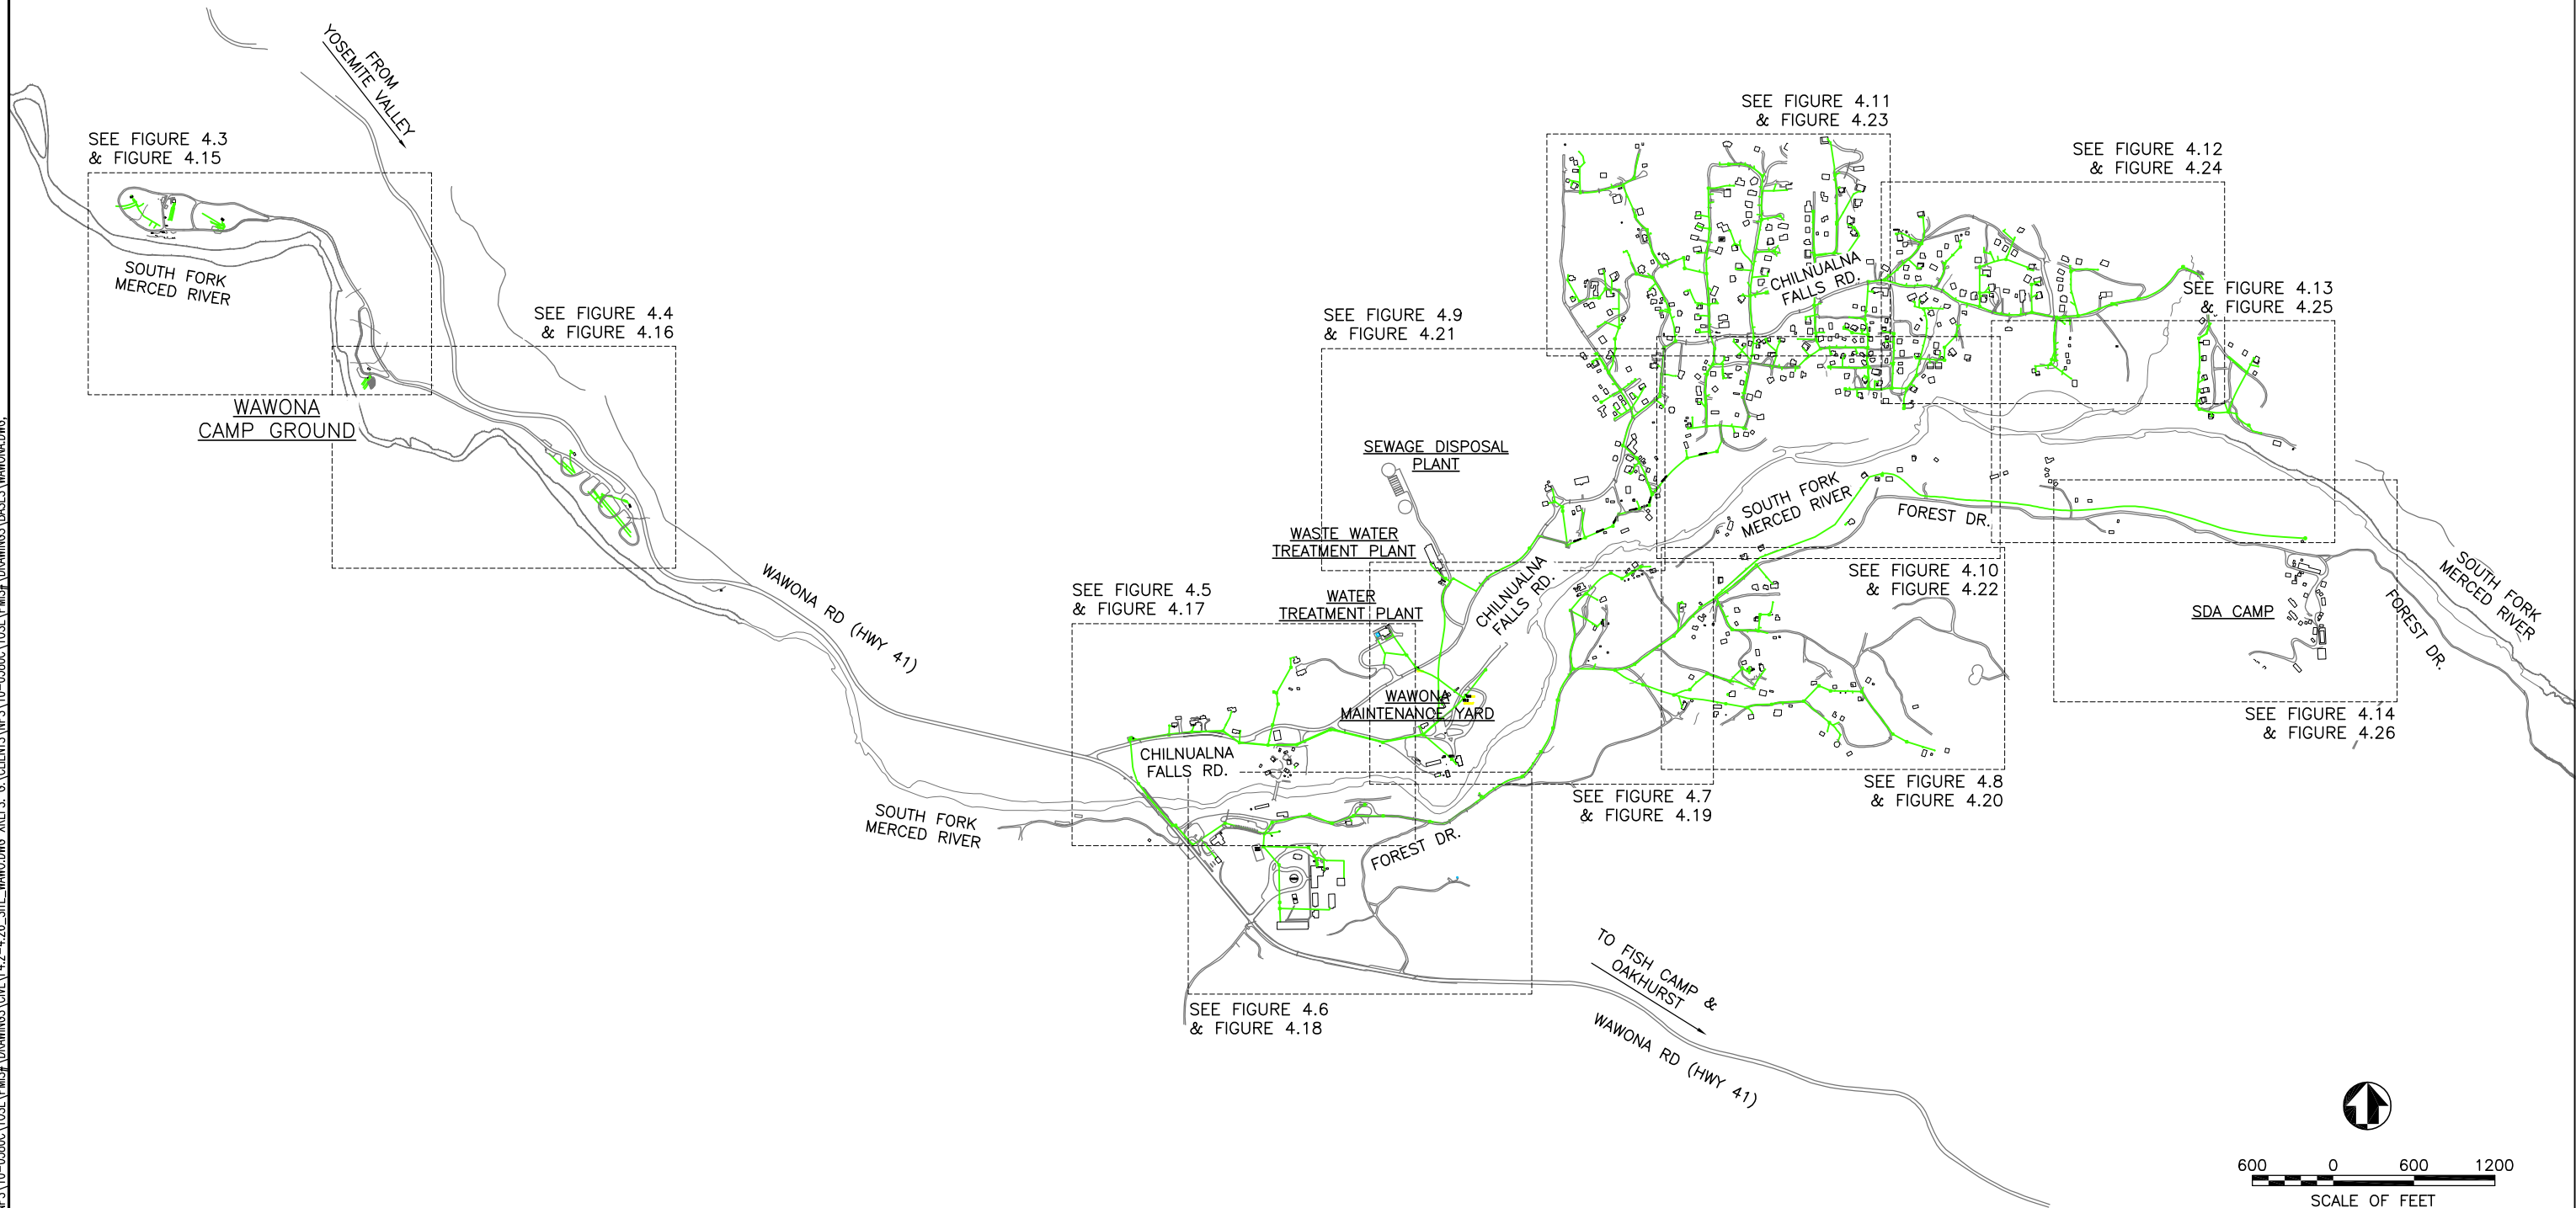 FROM
YOSEMITE VALLEY
SEE FIGURE 4.3
& FIGURE 4.15
SOUTH FORK
MERCED RIVER
WAWONA
CAMP GROUND
SEE FIGURE 4.4
& FIGURE 4.16
WAWONA RD (HWY 41)
SEE FIGURE 4.11
& FIGURE 4.23
SEE FIGURE 4.12
& FIGURE 4.24
CHILNUALNA
FALLS RD.
SEE FIGURE 4.13
& FIGURE 4.25
SEE FIGURE 4.9
& FIGURE 4.21
SEWAGE DISPOSAL
PLANT
WASTE WATER
TREATMENT PLANT
SOUTH FORK
MERCED RIVER
FOREST DR.
SEE FIGURE 4.10
& FIGURE 4.22
CHILNUALNA
FALLS RD.
SEE FIGURE 4.5
& FIGURE 4.17
WATER
TREATMENT PLANT
SDA CAMP
SOUTH FORK
MERCED RIVER
FOREST DR.
WAWONA
MAINTENANCE YARD
SEE FIGURE 4.14
& FIGURE 4.26
CHILNUALNA
FALLS RD.
SEE FIGURE 4.8
& FIGURE 4.20
SEE FIGURE 4.7
& FIGURE 4.19
SOUTH FORK
MERCED RIVER
FOREST DR.
SEE FIGURE 4.6
& FIGURE 4.18
TO FISH CAMP &
OAKHURST
WAWONA RD (HWY 41)
600 0 600 1200
SCALE OF FEET